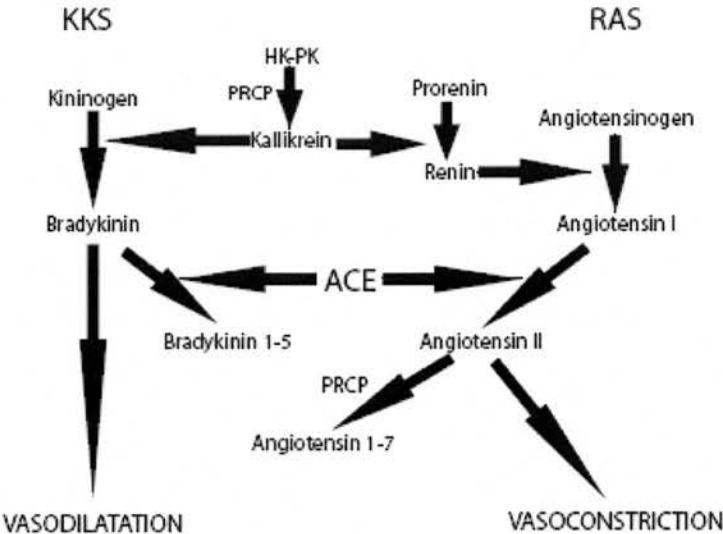 KKS
RAS
HK-PK
PRCP
Kininogen
Prorenin
Angiotensinogen
Kallikrein
Renin
Bradykinin
Angiotensin I
ACE
Bradykinin 1-5
Angiotensin II
PRCP
Angiotensin 1-7
VASODILATATION
VASOCONSTRICTION